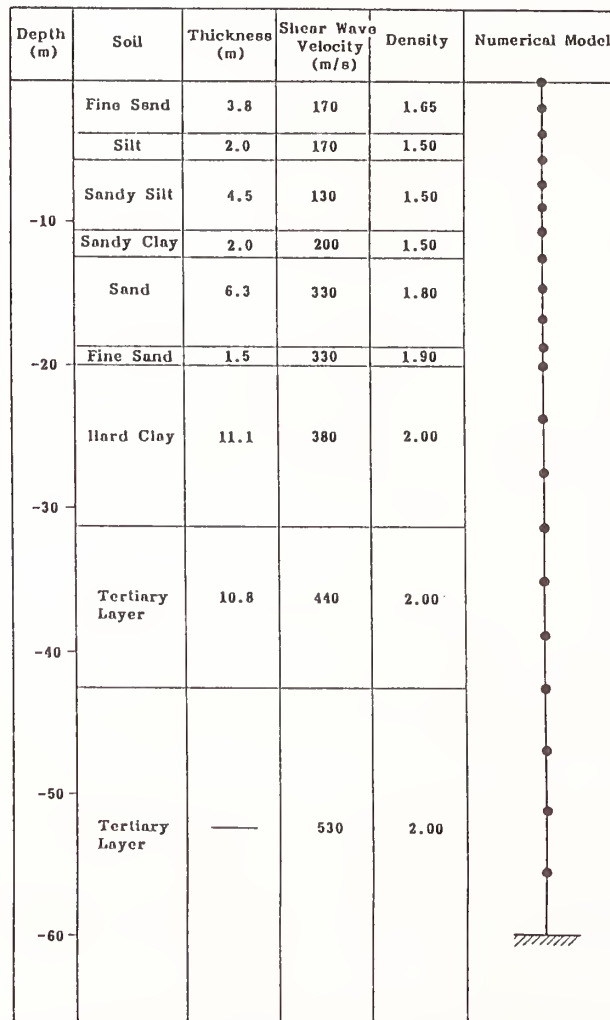 Depth (m) Soil Thickness (m) Shear Wave Velocity (m/s) Density Numerical Model
Fine Sand 3.8 170 1.65
Silt 2.0 170 1.50
Sandy Silt 4.5 130 1.50
-10
Sandy Clay 2.0 200 1.50
Sand 6.3 330 1.80
Fine Sand 1.5 330 1.90
-20
Hard Clay 11.1 380 2.00
-30
Tertiary Layer 10.8 440 2.00
-40
-50
Tertiary Layer — 530 2.00
-60